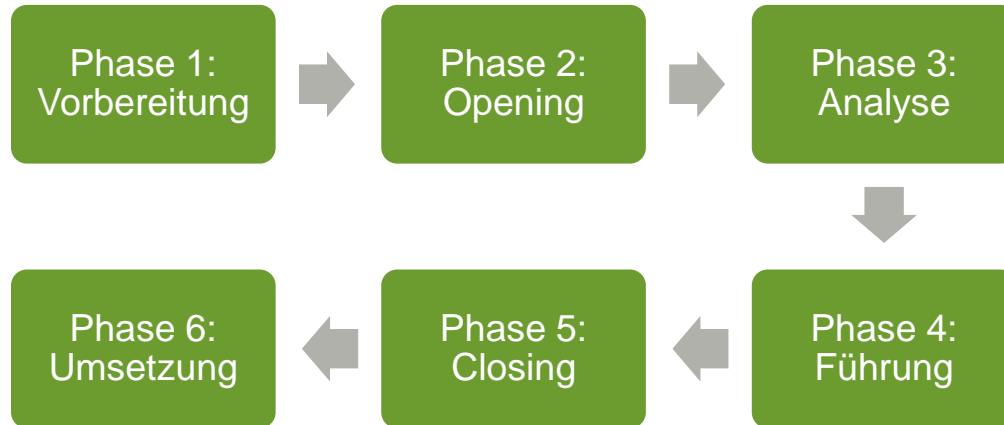 Phase 1:
Vorbereitung
Phase 2:
Opening
Phase 3:
Analyse
Phase 4:
Führung
Phase 5:
Closing
Phase 6:
Umsetzung